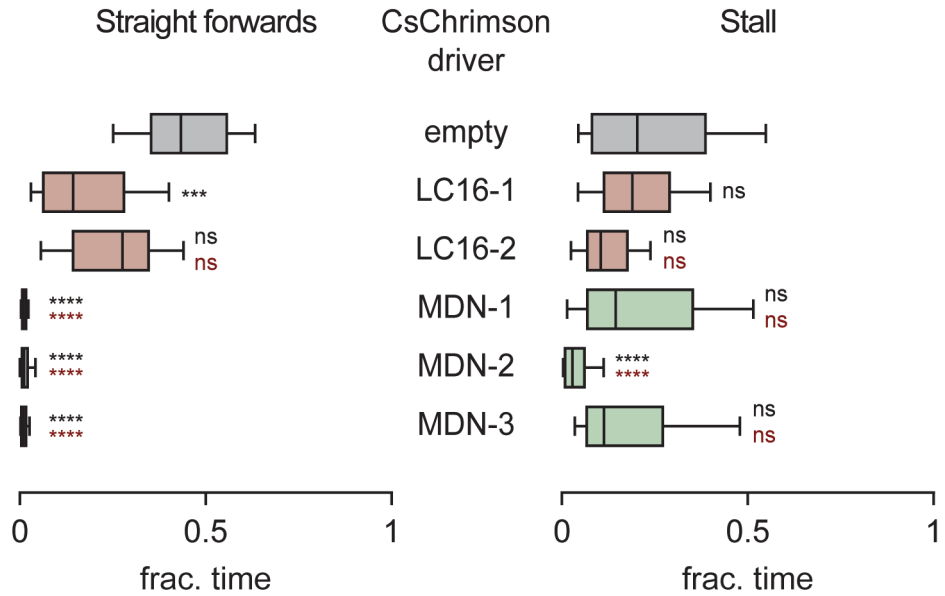 Straight forwards
CsChrimson
driver
Stall
empty
LC16-1
***
ns
LC16-2
ns
ns
ns
ns
MDN-1
****
****
ns
ns
MDN-2
****
****
****
****
MDN-3
****
****
ns
ns
0
0.5
1
0
0.5
1
frac. time
frac. time